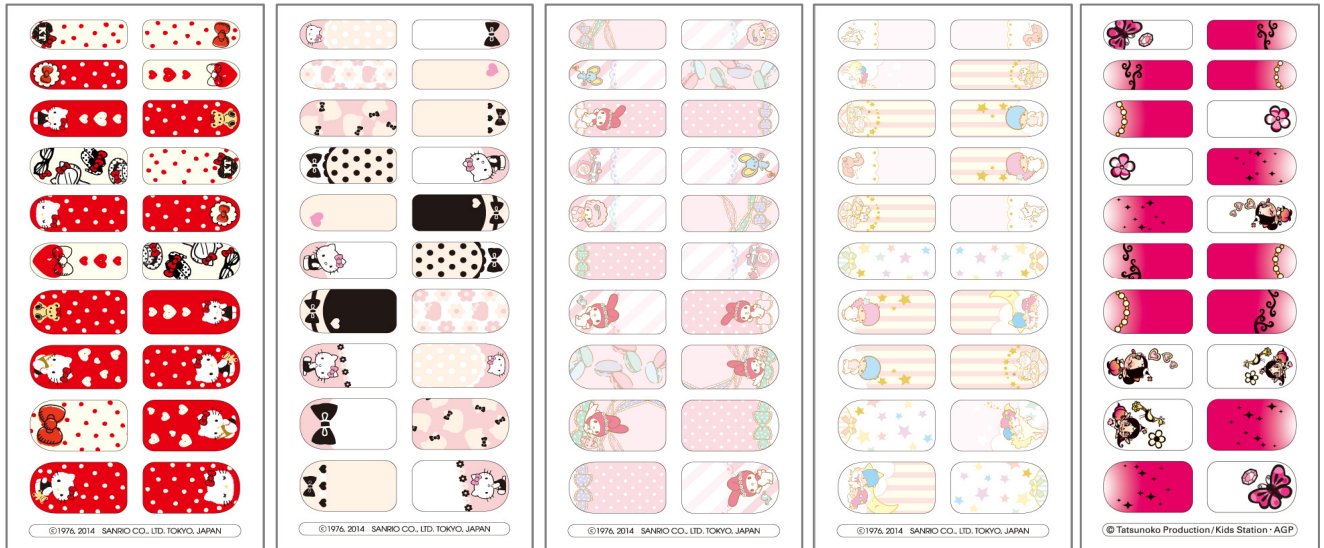 ©1976, 2014 SANRIO CO., LTD. TOKYO, JAPAN
©1976, 2014 SANRIO CO., LTD. TOKYO, JAPAN
©1976, 2014 SANRIO CO., LTD. TOKYO, JAPAN
©1976, 2014 SANRIO CO., LTD. TOKYO, JAPAN
© Tatsunoko Production/Kids Station・AGP